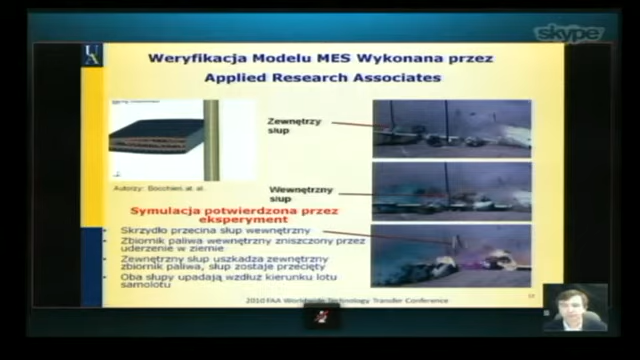 skype
UA
Weryfikacja Modelu MES Wykonana przez
Applied Research Associates
Zewnętrzy
słup
Autorzy: Bocchieri at. al.
Wewnętrzny
słup
Symulacja potwierdzona przez
eksperyment
Skrzydło przecina słup wewnętrzny
Zbiornik paliwa wewnętrzny zniszczony przez
uderzenie w ziemie
Zewnętrzny słup uszkadza zewnętrzny
zbiornik paliwa, słup zostaje przecięty
Oba słupy upadają wzdłuż kierunku lotu
samolotu
2010 FAA Worldwide Technology Transfer Conference